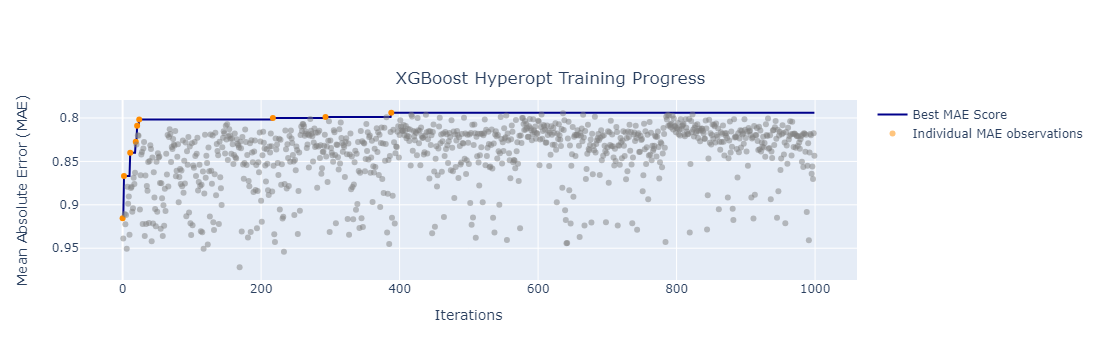 XGBoost Hyperopt Training Progress
Mean Absolute Error (MAE)
0.8
0.85
0.9
0.95
0
200
400
600
800
1000
Iterations
Best MAE Score
Individual MAE observations